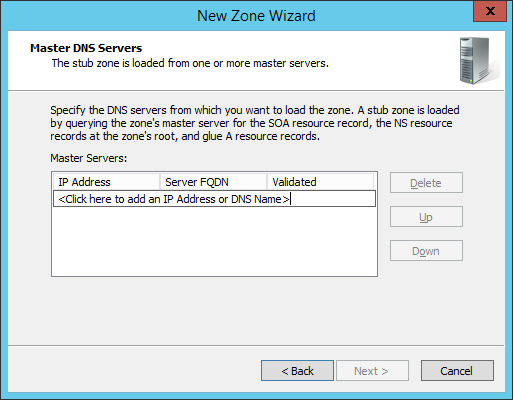 New Zone Wizard
X
Master DNS Servers
The stub zone is loaded from one or more master servers.
Specify the DNS servers from which you want to load the zone. A stub zone is loaded
by querying the zone's master server for the SOA resource record, the NS resource
records at the zone's root, and glue A resource records.
Master Servers:
IP Address Server FQDN Validated
<Click here to add an IP Address or DNS Name>
Delete
Up
Down
< Back Next > Cancel